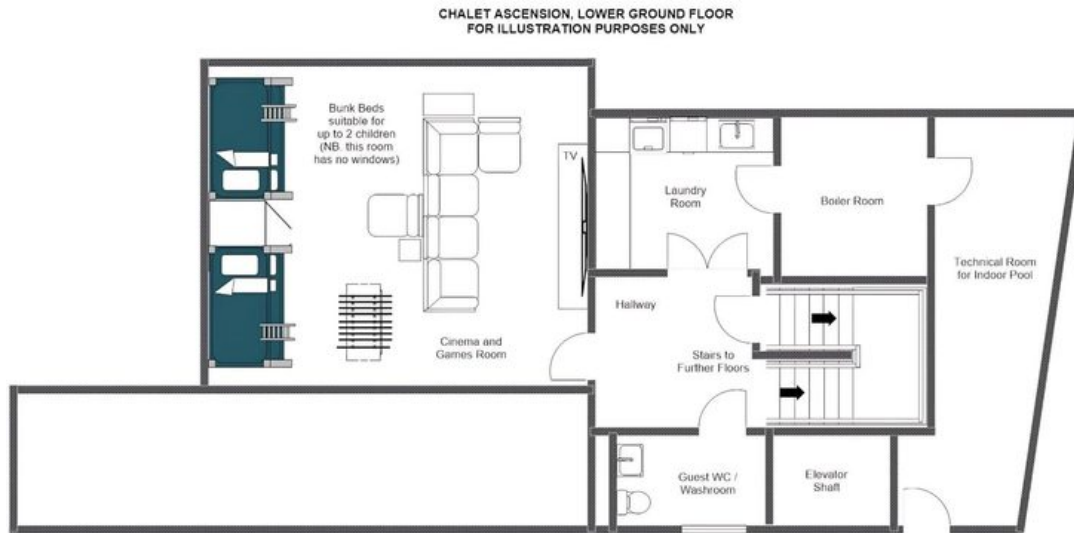 CHALET ASCENSION, LOWER GROUND FLOOR
FOR ILLUSTRATION PURPOSES ONLY
Bunk Beds
suitable for
up to 2 children
(NB. this room
has no windows)
TV
Laundry
Room
Boiler Room
Technical Room
for Indoor Pool
Hallway
Cinema and
Games Room
Stairs to
Further Floors
Guest WC /
Washroom
Elevator
Shaft